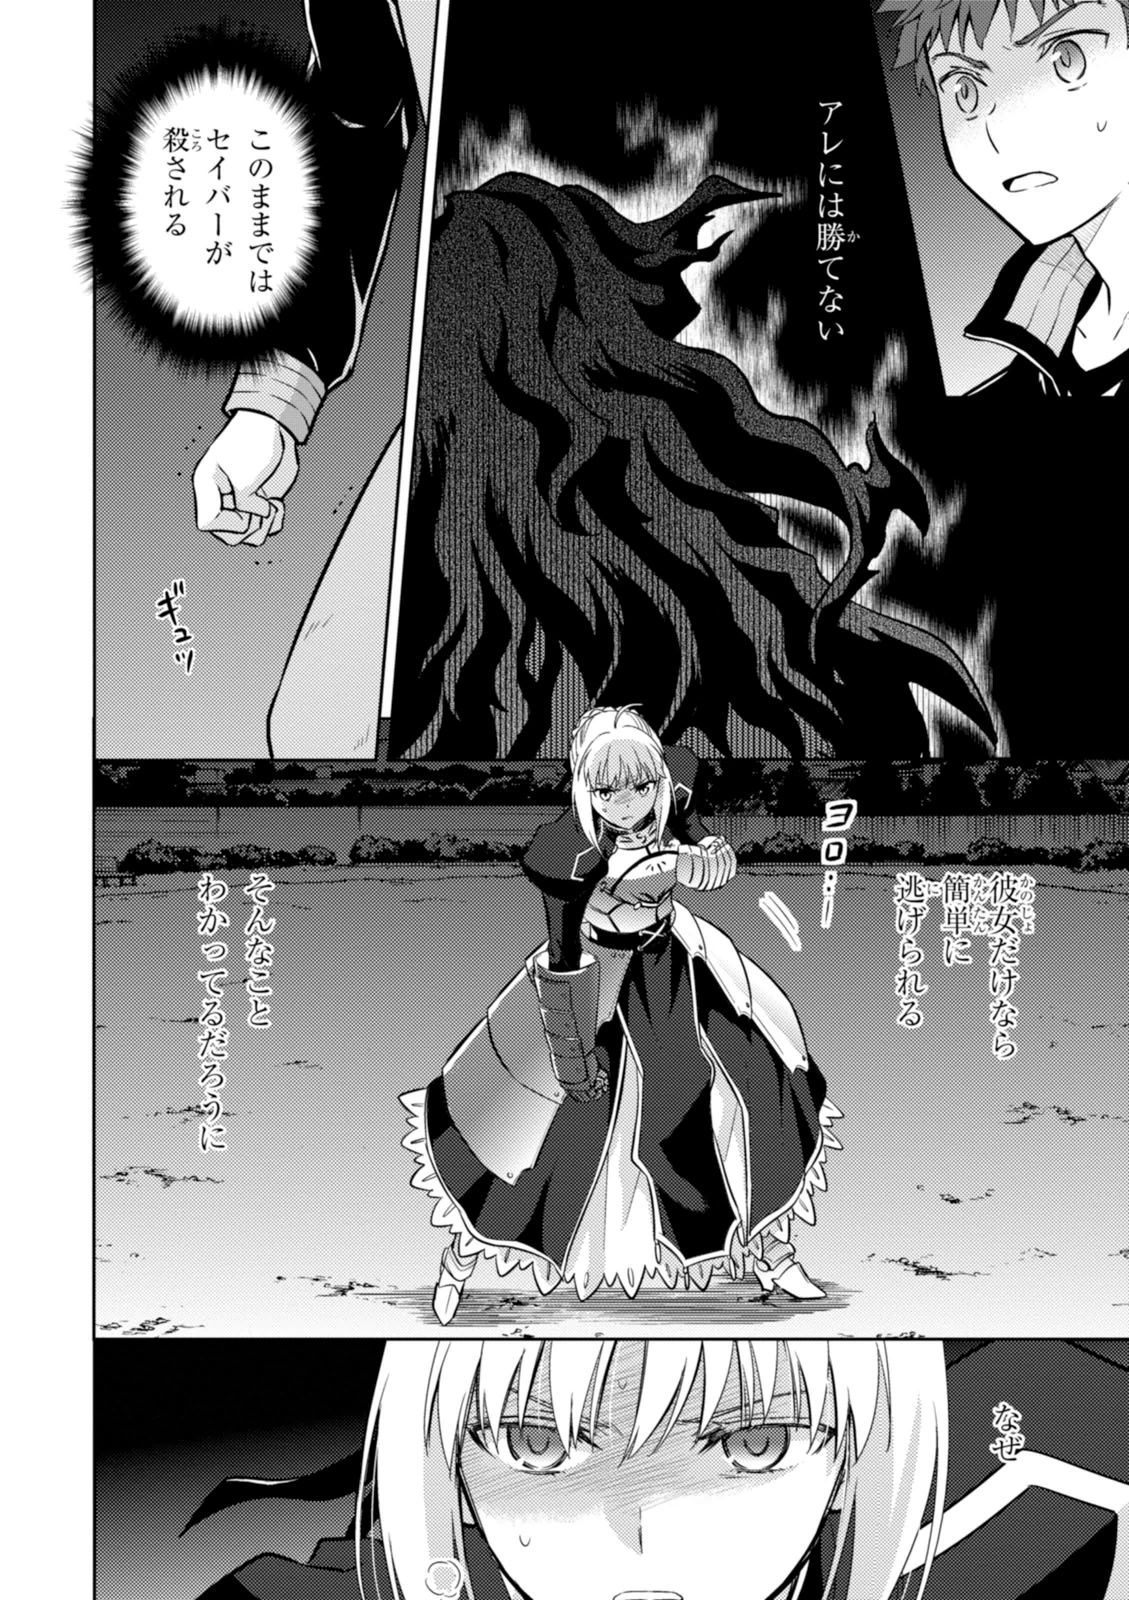 アレには勝てない
このままでは
セイバーが
殺される
ギュッ
ヨロ…
彼女だけなら
簡単に
逃げられる
そんなこと
わかってるだろうに
なぜ